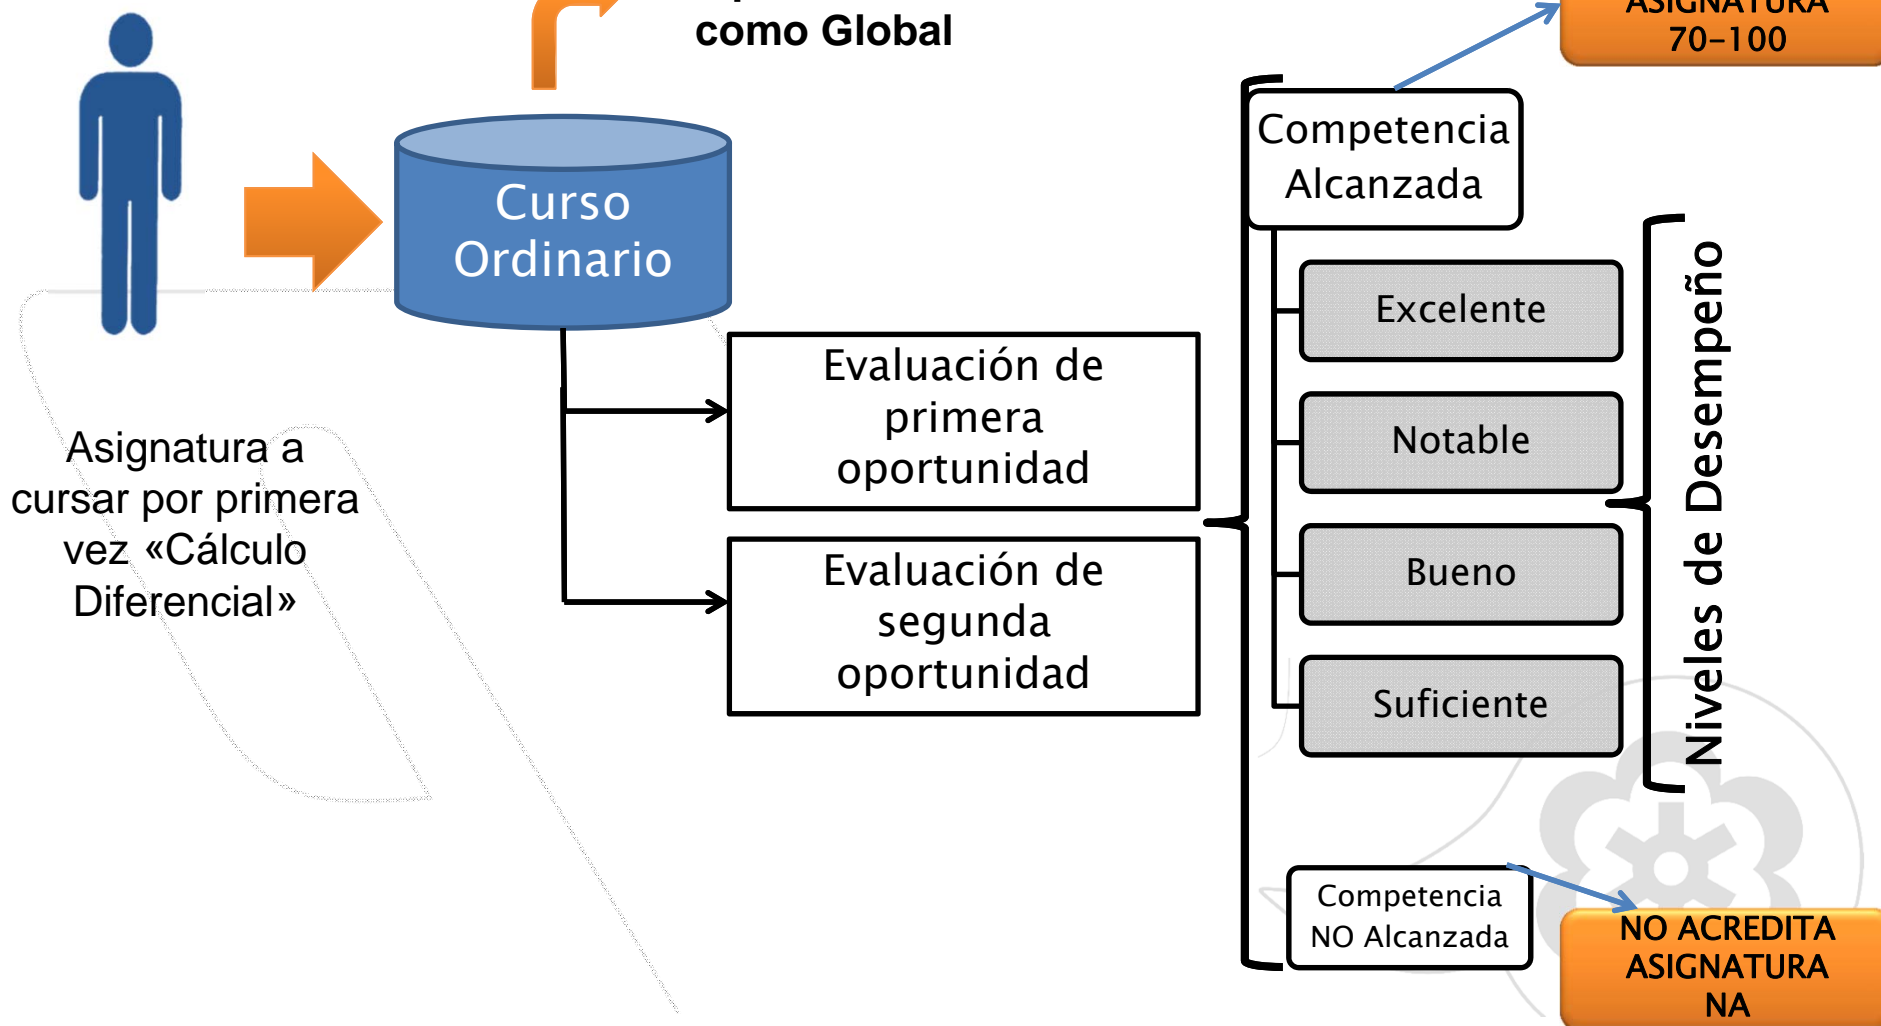 como Global
ASIGNATURA
70-100
Competencia
Alcanzada
Curso
Ordinario
Excelente
Evaluación de
primera
oportunidad
Notable
Asignatura a
cursar por primera
vez «Cálculo
Diferencial»
Bueno
Evaluación de
segunda
oportunidad
Suficiente
Niveles de Desempeño
Competencia
NO Alcanzada
NO ACREDITA
ASIGNATURA
NA